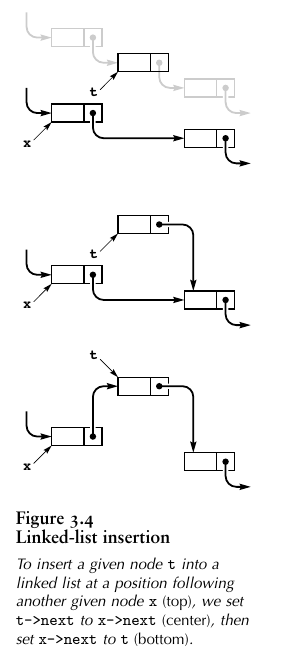 t
x
t
x
t
x
Figure 3.4
Linked-list insertion
To insert a given node t into a
linked list at a position following
another given node x (top), we set
t->next to x->next (center), then
set x->next to t (bottom).